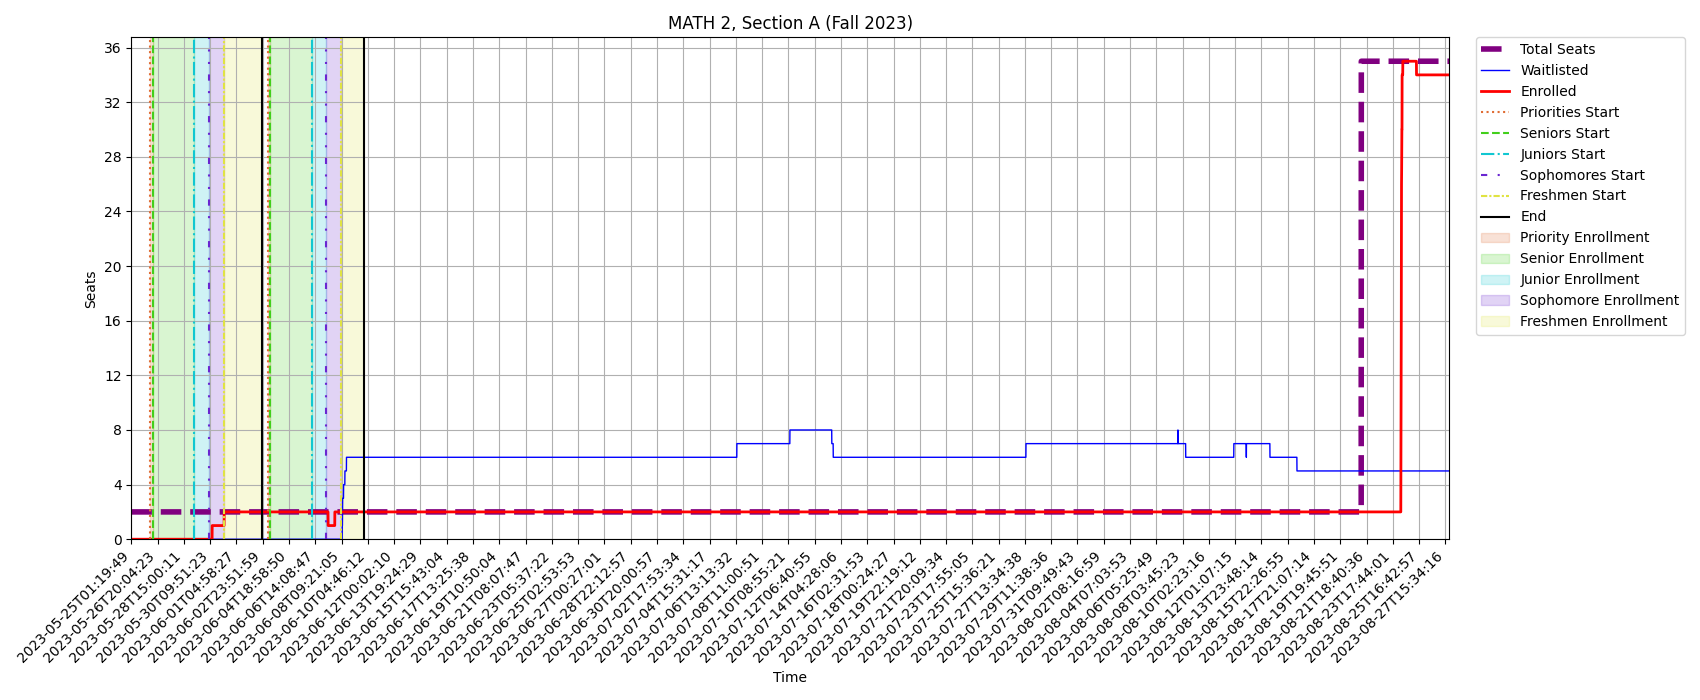 MATH 2, Section A (Fall 2023)
36
32
28
24
20
16
12
8
4
0
Seats
2023-05-25T01:19:49
2023-05-26T20:04:23
2023-05-28T15:00:11
2023-05-30T09:51:23
2023-06-01T04:58:27
2023-06-02T23:51:59
2023-06-04T18:58:50
2023-06-06T14:08:47
2023-06-08T09:21:05
2023-06-10T04:46:12
2023-06-12T00:02:10
2023-06-13T19:24:29
2023-06-15T15:43:04
2023-06-17T13:25:38
2023-06-19T10:50:04
2023-06-21T08:07:47
2023-06-23T05:37:22
2023-06-25T02:53:53
2023-06-27T00:27:01
2023-06-28T22:12:57
2023-06-30T20:00:57
2023-07-02T17:53:34
2023-07-04T15:31:17
2023-07-06T13:13:32
2023-07-08T11:00:51
2023-07-10T08:55:21
2023-07-12T06:40:55
2023-07-14T04:28:06
2023-07-16T02:31:53
2023-07-18T00:24:27
2023-07-19T22:19:12
2023-07-21T20:09:34
2023-07-23T17:55:05
2023-07-25T15:36:21
2023-07-27T13:34:38
2023-07-29T11:38:36
2023-07-31T09:49:43
2023-08-02T08:16:59
2023-08-04T07:03:53
2023-08-06T05:25:49
2023-08-08T03:45:23
2023-08-10T02:23:16
2023-08-12T01:07:15
2023-08-13T23:48:14
2023-08-15T22:26:55
2023-08-17T21:07:14
2023-08-19T19:45:51
2023-08-21T18:40:36
2023-08-23T17:44:01
2023-08-25T16:42:57
2023-08-27T15:34:16
Time
Total Seats
Waitlisted
Enrolled
Priorities Start
Seniors Start
Juniors Start
Sophomores Start
Freshmen Start
End
Priority Enrollment
Senior Enrollment
Junior Enrollment
Sophomore Enrollment
Freshmen Enrollment